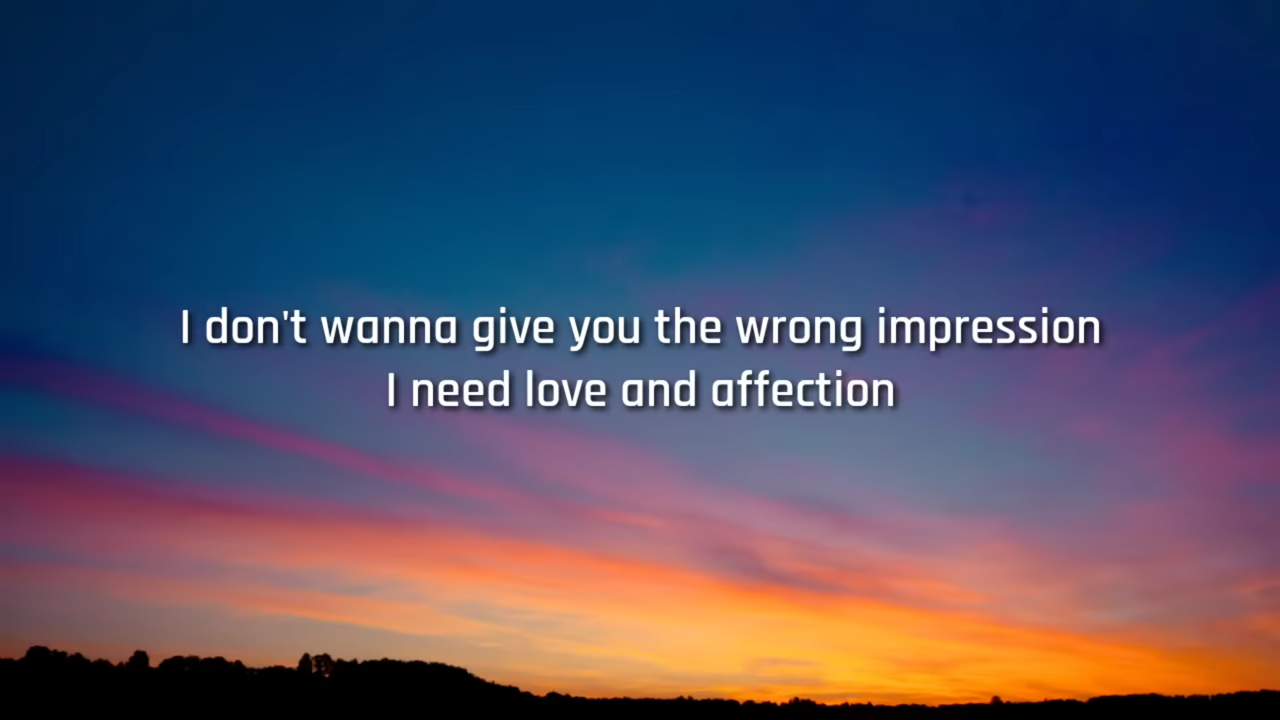 I don't wanna give you the wrong impression
I need love and affection